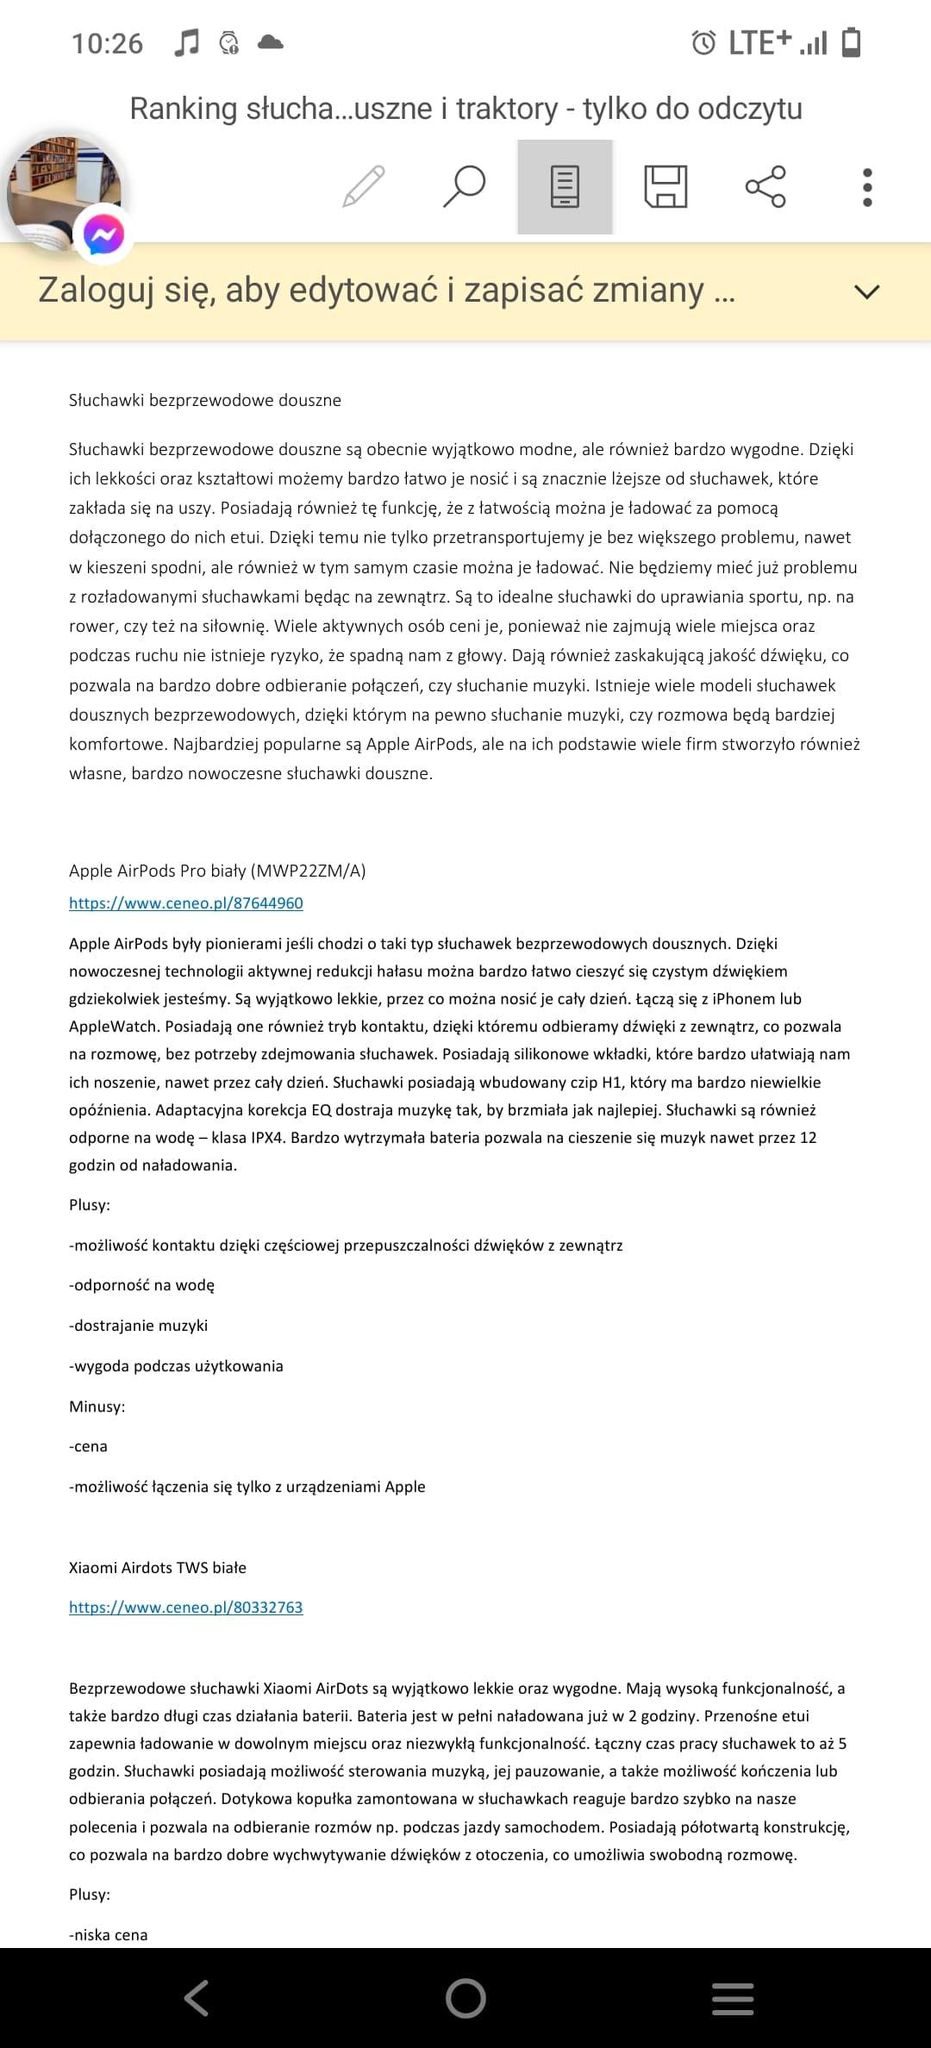 10:26
LTE+
Ranking słucha...uszne i traktory - tylko do odczytu
Zaloguj się, aby edytować i zapisać zmiany ...
Słuchawki bezprzewodowe douszne
Słuchawki bezprzewodowe douszne są obecnie wyjątkowo modne, ale również bardzo wygodne. Dzięki
ich lekkości oraz kształtowi możemy bardzo łatwo je nosić i są znacznie lżejsze od słuchawek, które
zakłada się na uszy. Posiadają również tę funkcję, że z łatwością można je ładować za pomocą
dołączonego do nich etui. Dzięki temu nie tylko przetransportujemy je bez większego problemu, nawet
w kieszeni spodni, ale również w tym samym czasie można je ładować. Nie będziemy mieć już problemu
z rozładowanymi słuchawkami będąc na zewnątrz. Są to idealne słuchawki do uprawiania sportu, np. na
rower, czy też na siłownię. Wiele aktywnych osób ceni je, ponieważ nie zajmują wiele miejsca oraz
podczas ruchu nie istnieje ryzyko, że spadną nam z głowy. Dają również zaskakującą jakość dźwięku, co
pozwala na bardzo dobre odbieranie połączeń, czy słuchanie muzyki. Istnieje wiele modeli słuchawek
dousznych bezprzewodowych, dzięki którym na pewno słuchanie muzyki, czy rozmowa będą bardziej
komfortowe. Najbardziej popularne są Apple AirPods, ale na ich podstawie wiele firm stworzyło również
własne, bardzo nowoczesne słuchawki douszne.
Apple AirPods Pro biały (MWP22ZM/A)
https://www.ceneo.pl/87644960
Apple AirPods były pionierami jeśli chodzi o taki typ słuchawek bezprzewodowych dousznych. Dzięki
nowoczesnej technologii aktywnej redukcji hałasu można bardzo łatwo cieszyć się czystym dźwiękiem
gdziekolwiek jesteśmy. Są wyjątkowo lekkie, przez co można nosić je cały dzień. Łączą się z iPhonem lub
AppleWatch. Posiadają one również tryb kontaktu, dzięki któremu odbieramy dźwięki z zewnątrz, co pozwala
na rozmowę, bez potrzeby zdejmowania słuchawek. Posiadają silikonowe wkładki, które bardzo ułatwiają nam
ich noszenie, nawet przez cały dzień. Słuchawki posiadają wbudowany czip H1, który ma bardzo niewielkie
opóźnienia. Adaptacyjna korekcja EQ dostraja muzykę tak, by brzmiała jak najlepiej. Słuchawki są również
odporne na wodę – klasa IPX4. Bardzo wytrzymała bateria pozwala na cieszenie się muzyk nawet przez 12
godzin od naładowania.
Plusy:
-możliwość kontaktu dzięki częściowej przepuszczalności dźwięków z zewnątrz
-odporność na wodę
-dostrajanie muzyki
-wygoda podczas użytkowania
Minusy:
-cena
-możliwość łączenia się tylko z urządzeniami Apple
Xiaomi Airdots TWS białe
https://www.ceneo.pl/80332763
Bezprzewodowe słuchawki Xiaomi AirDots są wyjątkowo lekkie oraz wygodne. Mają wysoką funkcjonalność, a
także bardzo długi czas działania baterii. Bateria jest w pełni naładowana już w 2 godziny. Przenośne etui
zapewnia ładowanie w dowolnym miejscu oraz niezwykłą funkcjonalność. Łączny czas pracy słuchawek to aż 5
godzin. Słuchawki posiadają możliwość sterowania muzyką, jej pauzowanie, a także możliwość kończenia lub
odbierania połączeń. Dotykowa kopułka zamontowana w słuchawkach reaguje bardzo szybko na nasze
polecenia i pozwala na odbieranie rozmów np. podczas jazdy samochodem. Posiadają półotwartą konstrukcję,
co pozwala na bardzo dobre wychwytywanie dźwięków z otoczenia, co umożliwia swobodną rozmowę.
Plusy:
-niska cena